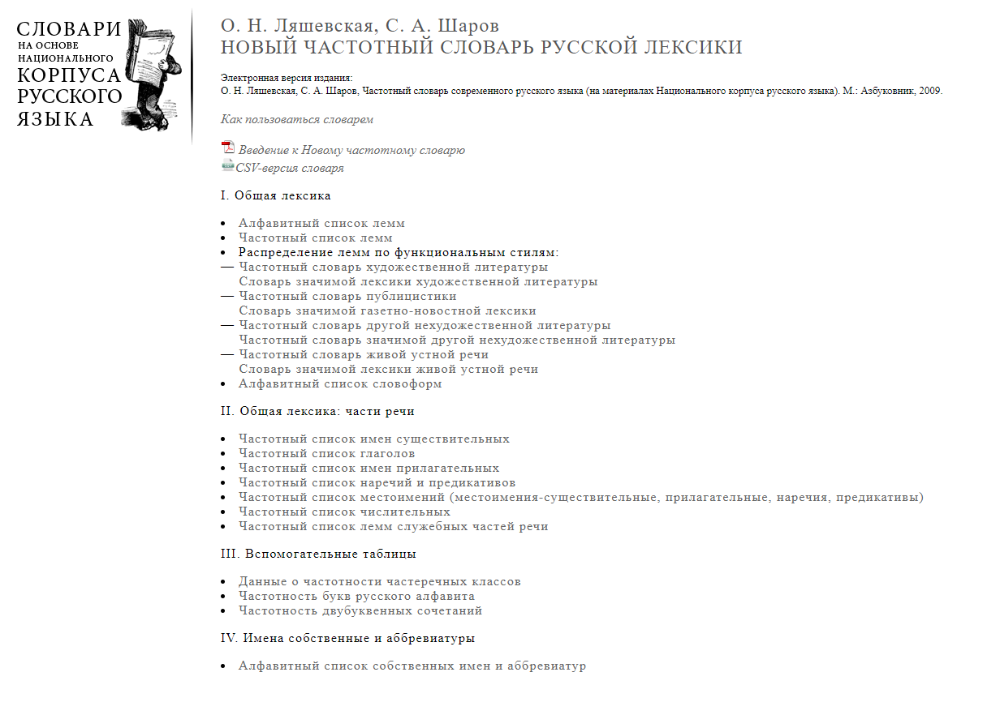 СЛОВАРИ
НА ОСНОВЕ
НАЦИОНАЛЬНОГО
КОРПУСА
РУССКОГО
ЯЗЫКА
О. Н. Ляшевская, С. А. Шаров
НОВЫЙ ЧАСТОТНЫЙ СЛОВАРЬ РУССКОЙ ЛЕКСИКИ
Электронная версия издания:
О. Н. Ляшевская, С. А. Шаров, Частотный словарь современного русского языка (на материалах Национального корпуса русского языка). М.: Азбуковник, 2009.
Как пользоваться словарем
Введение к Новому частотному словарю
CSV-версия словаря
I. Общая лексика
• Алфавитный список лемм
• Частотный список лемм
• Распределение лемм по функциональным стилям:
— Частотный словарь художественной литературы
Словарь значимой лексики художественной литературы
— Частотный словарь публицистики
Словарь значимой газетно-новостной лексики
— Частотный словарь другой нехудожественной литературы
Частотный словарь значимой другой нехудожественной литературы
— Частотный словарь живой устной речи
Словарь значимой лексики живой устной речи
• Алфавитный список словоформ
II. Общая лексика: части речи
• Частотный список имен существительных
• Частотный список глаголов
• Частотный список имен прилагательных
• Частотный список наречий и предикативов
• Частотный список местоимений (местоимения-существительные, прилагательные, наречия, предикативы)
• Частотный список числительных
• Частотный список лемм служебных частей речи
III. Вспомогательные таблицы
• Данные о частотности частеречных классов
• Частотность букв русского алфавита
• Частотность двубуквенных сочетаний
IV. Имена собственные и аббревиатуры
• Алфавитный список собственных имен и аббревиатур